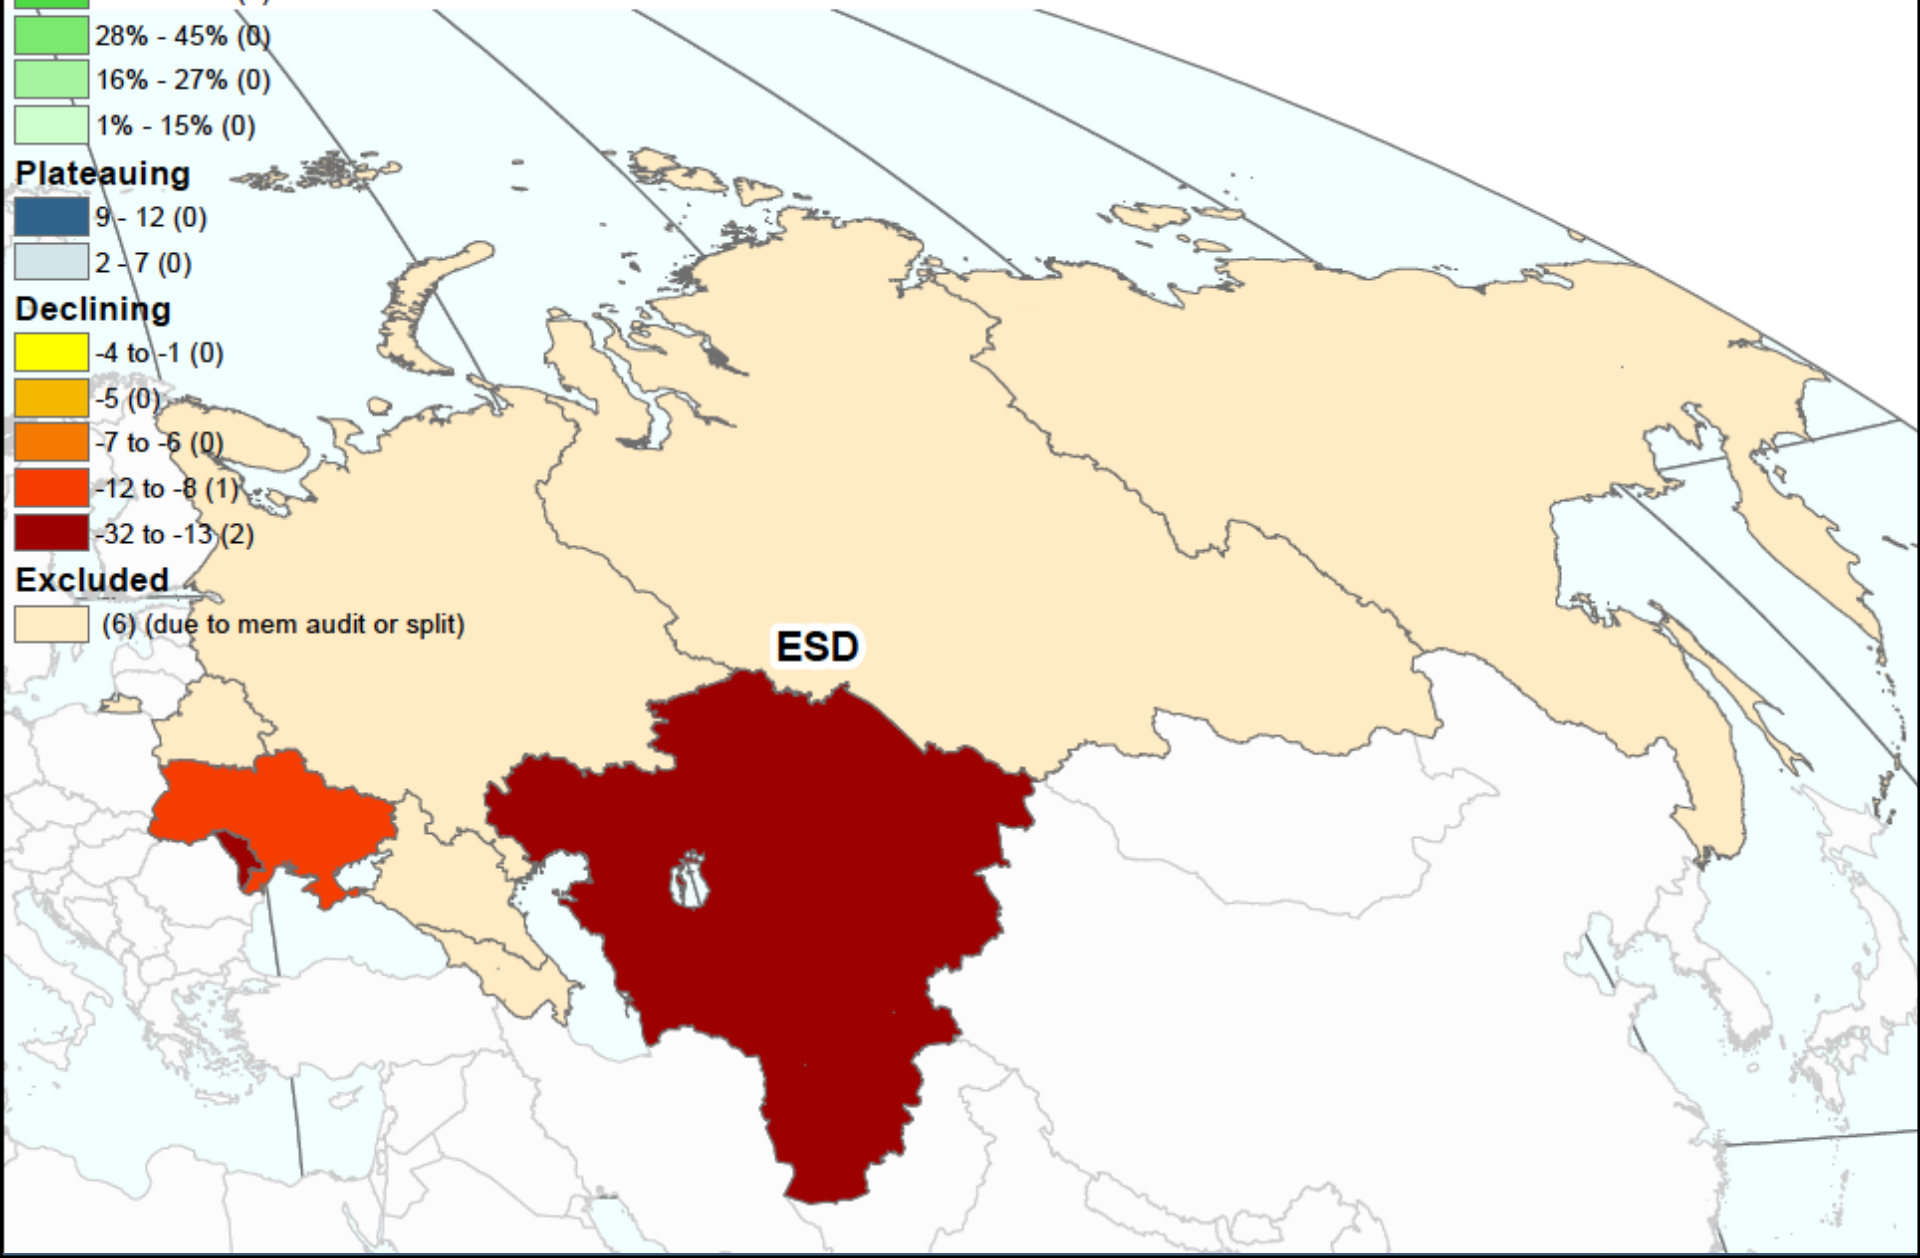 28% - 45% (0)
16% - 27% (0)
1% - 15% (0)
Plateauing
9 - 12 (0)
2 - 7 (0)
Declining
-4 to -1 (0)
-5 (0)
-7 to -6 (0)
-12 to -8 (1)
-32 to -13 (2)
Excluded
(6) (due to mem audit or split)
ESD